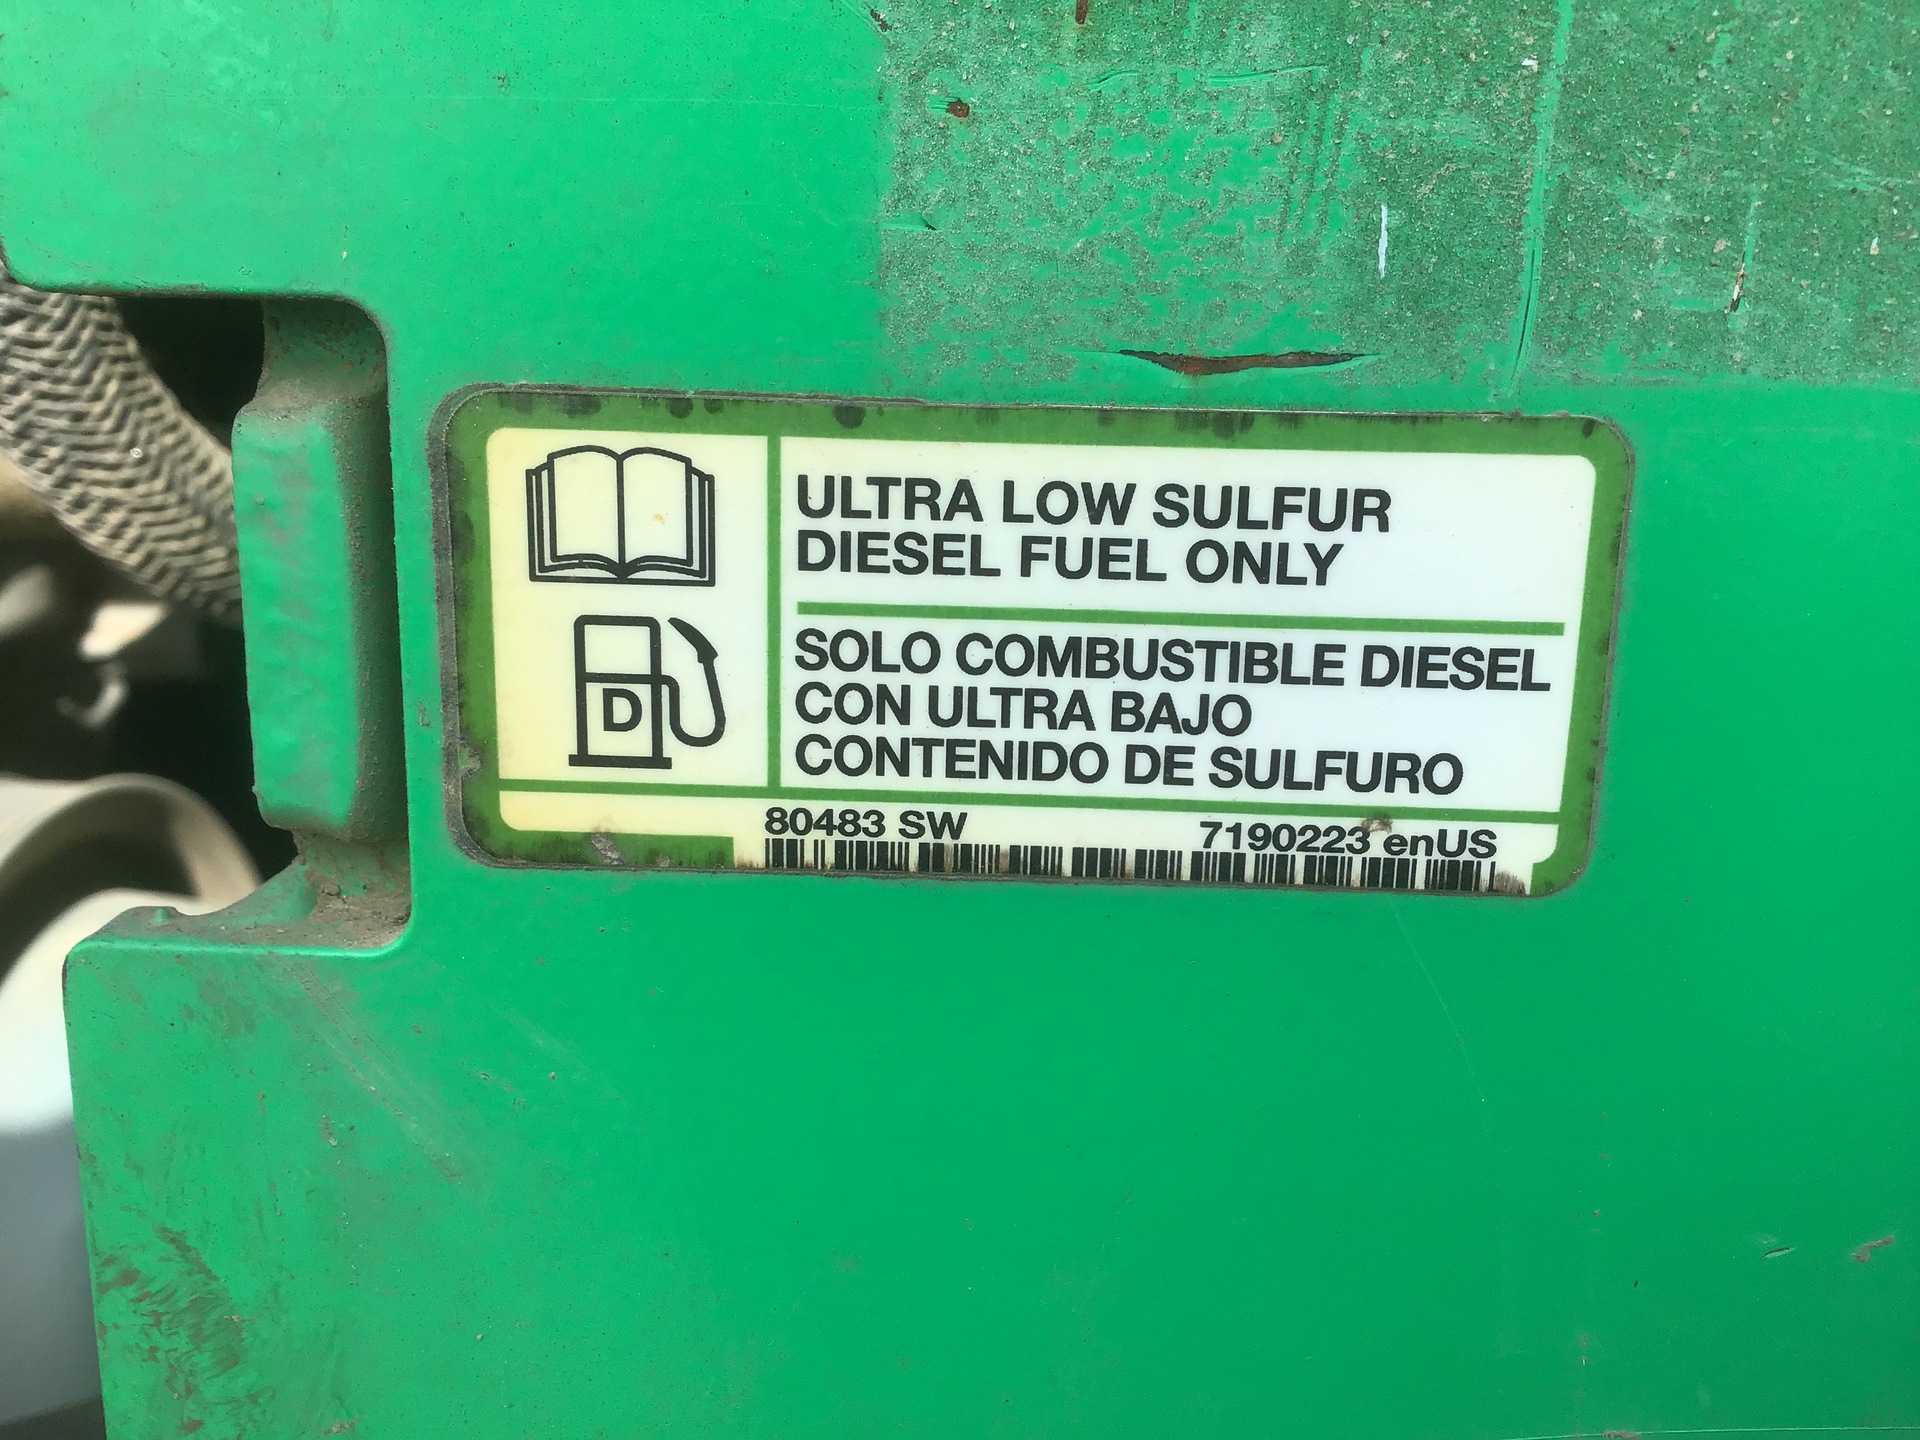 ULTRA LOW SULFUR
DIESEL FUEL ONLY
SOLO COMBUSTIBLE DIESEL
CON ULTRA BAJO
CONTENIDO DE SULFURO
D
80483 SW 7190223 enUS